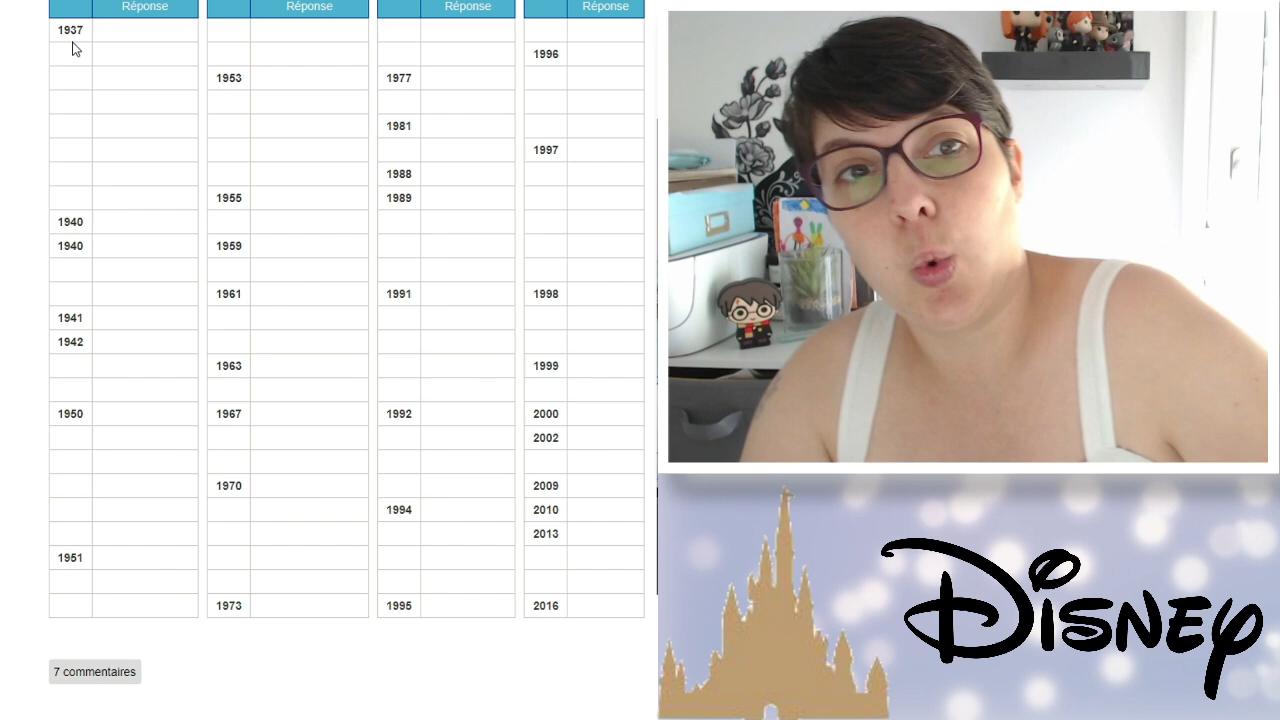 Réponse Réponse Réponse Réponse
1937
1996
1953 1977
1981
1997
1988
1955 1989
1940
1940 1959
1961 1991 1998
1941
1942
1963 1999
1950 1967 1992 2000
2002
1970 2009
1994 2010
2013
1951
1973 1995 2016
7 commentaires
Disney